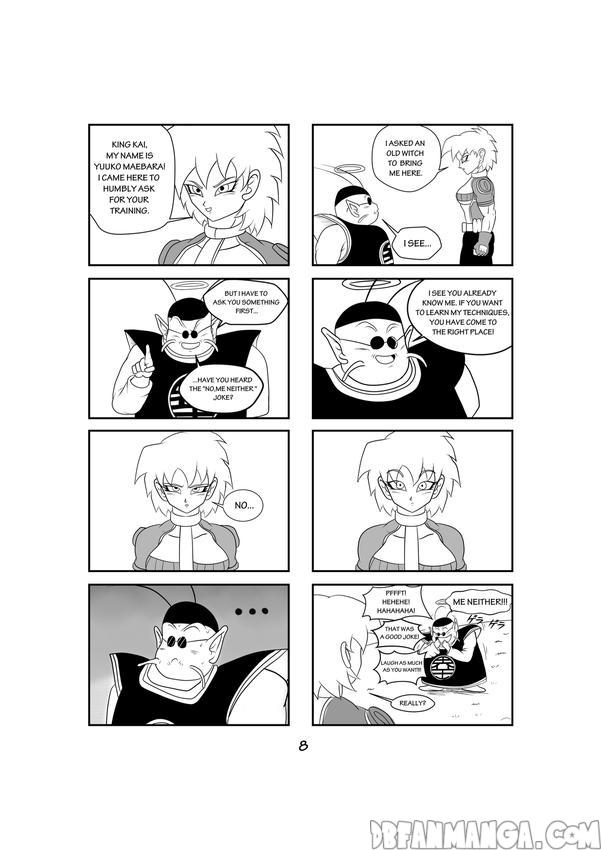 I ASKED AN
OLD WITCH
TO BRING
ME HERE.
I SEE...
KING KAI,
MY NAME IS
YUUKO MAEBARA!
I CAME HERE TO
HUMBLY ASK
FOR YOUR
TRAINING.
I SEE YOU ALREADY
KNOW ME. IF YOU WANT
TO LEARN MY TECHNIQUES,
YOU HAVE COME TO
THE RIGHT PLACE!
BUT I HAVE TO
ASK YOU SOMETHING
FIRST...
...HAVE YOU HEARD
THE "NO,ME NEITHER"
JOKE?
NO...
ME NEITHER!!!
PFFFT!
HEHEHE!
HAHAHAHA!
THAT WAS
A GOOD JOKE!
LAUGH AS MUCH
AS YOU WANT!!!
ゲラ
ゲラ
REALLY?
...
8
DBFANMANGA.COM